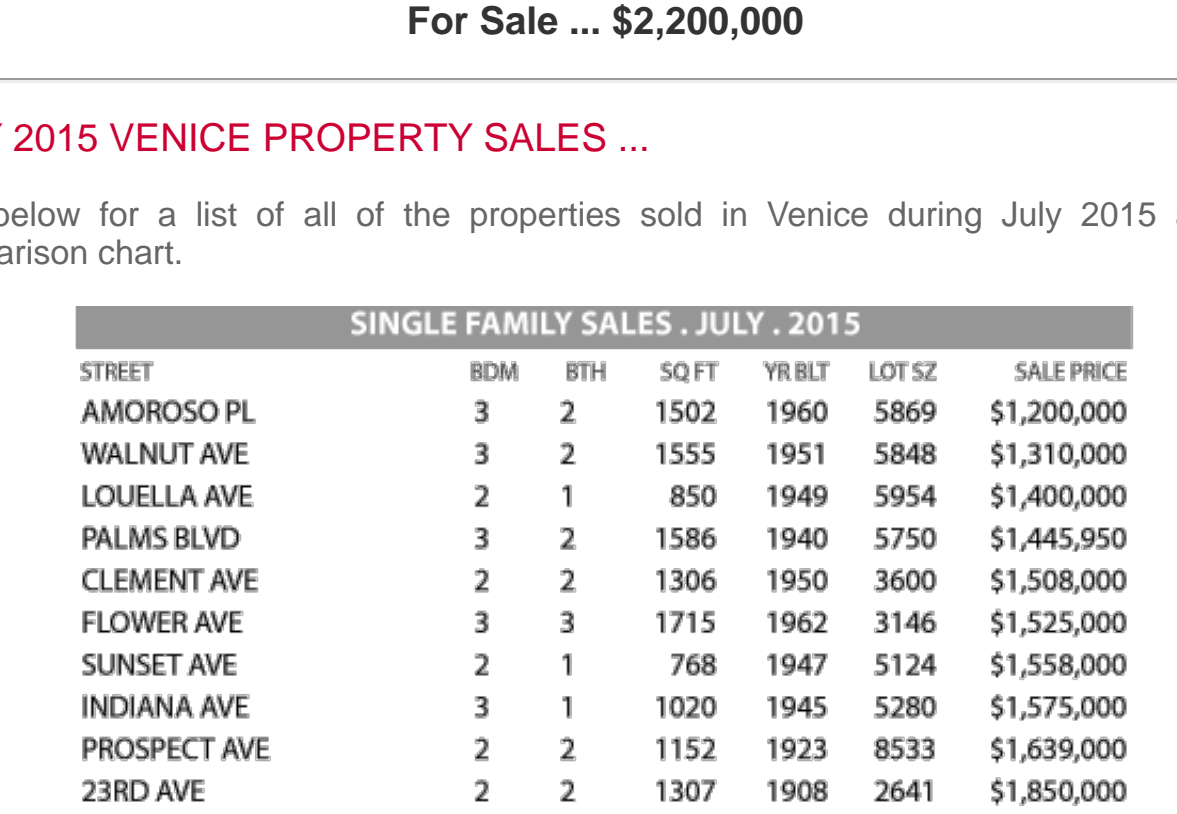 For Sale ... $2,200,000
Y 2015 VENICE PROPERTY SALES ...
below for a list of all of the properties sold in Venice during July 2015
arison chart.
SINGLE FAMILY SALES . JULY . 2015
STREET BDM BTH SQ FT YR BLT LOT SZ SALE PRICE
AMOROSO PL 3 2 1502 1960 5869 $1,200,000
WALNUT AVE 3 2 1555 1951 5848 $1,310,000
LOUELLA AVE 2 1 850 1949 5954 $1,400,000
PALMS BLVD 3 2 1586 1940 5750 $1,445,950
CLEMENT AVE 2 2 1306 1950 3600 $1,508,000
FLOWER AVE 3 3 1715 1962 3146 $1,525,000
SUNSET AVE 2 1 768 1947 5124 $1,558,000
INDIANA AVE 3 1 1020 1945 5280 $1,575,000
PROSPECT AVE 2 2 1152 1923 8533 $1,639,000
23RD AVE 2 2 1307 1908 2641 $1,850,000